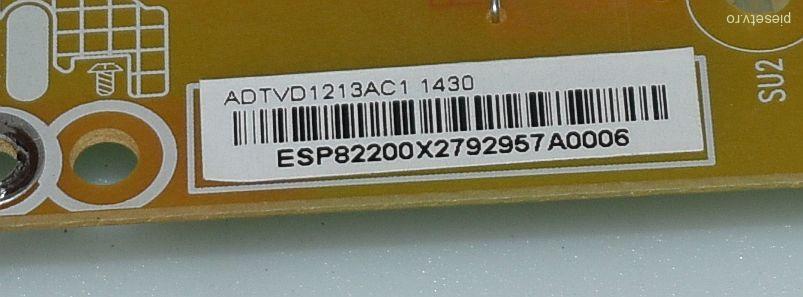 piesetv.ro
SU2
ADTVD1213AC1 1430
ESP82200X2792957A0006